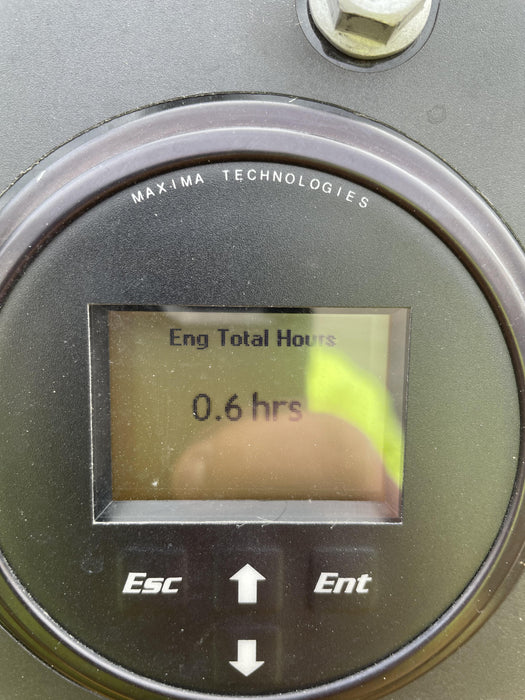 MAXIMA TECHNOLOGIES
Eng Total Hours
0.6 hrs
Esc
Ent